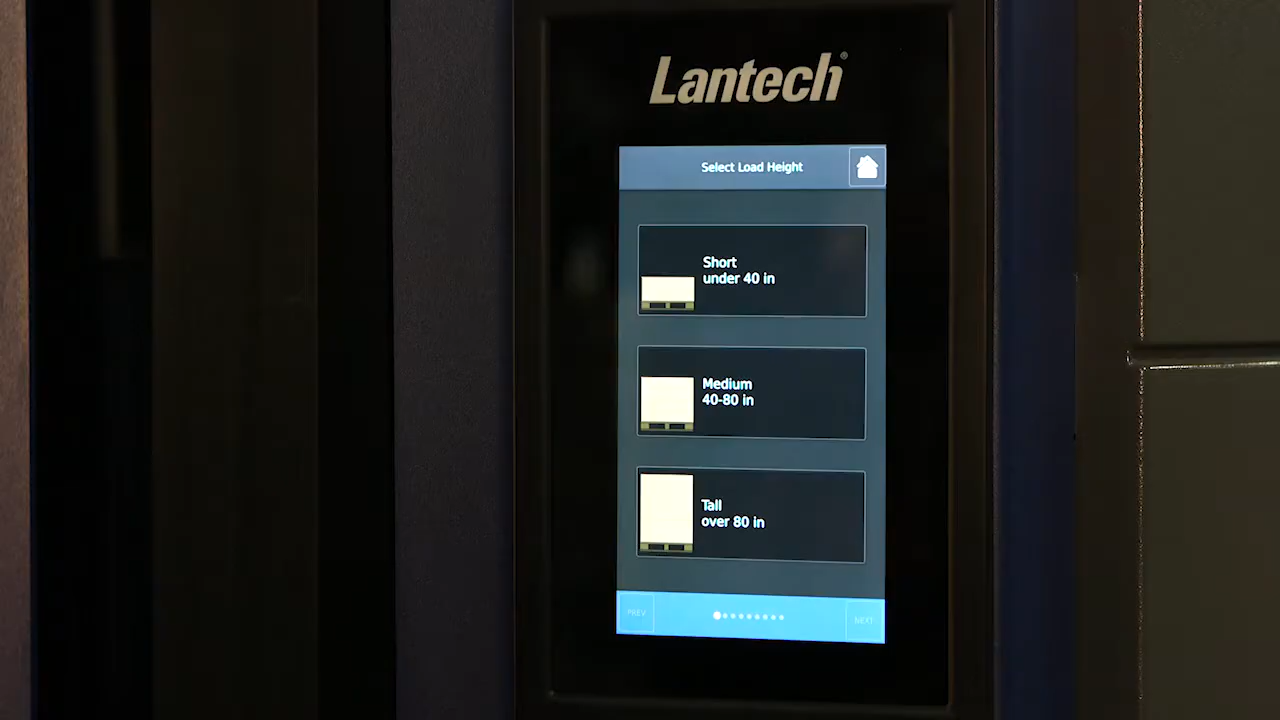 Lantech®
Select Load Height
Short
under 40 in
Medium
40-80 in
Tall
over 80 in
PREV
NEXT